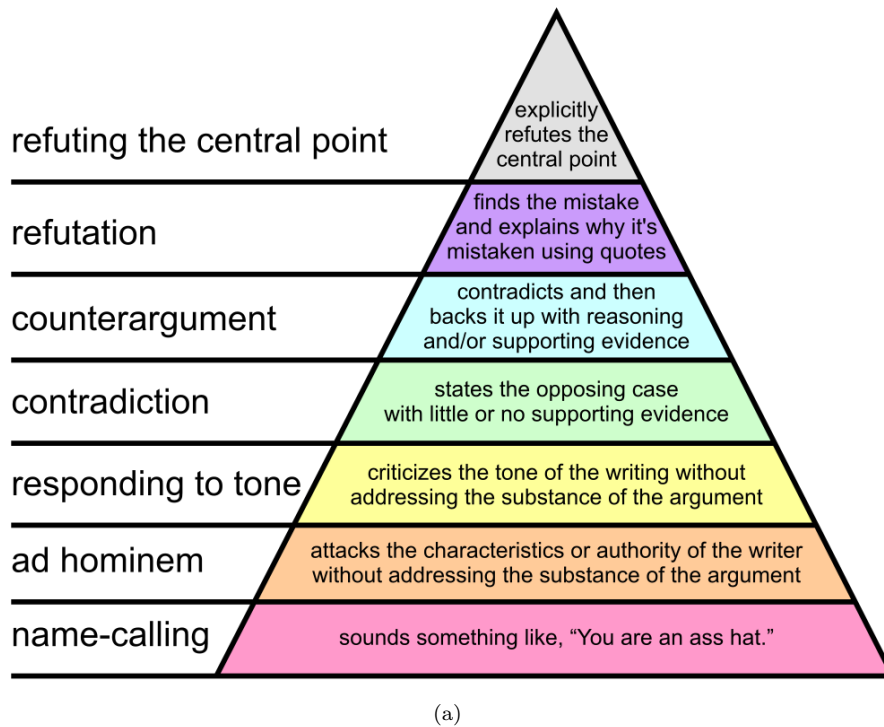 refuting the central point
explicitly
refutes the
central point
refutation
finds the mistake
and explains why it's
mistaken using quotes
counterargument
contradicts and then
backs it up with reasoning
and/or supporting evidence
contradiction
states the opposing case
with little or no supporting evidence
responding to tone
criticizes the tone of the writing without
addressing the substance of the argument
ad hominem
attacks the characteristics or authority of the writer
without addressing the substance of the argument
name-calling
sounds something like, “You are an ass hat.”
(a)